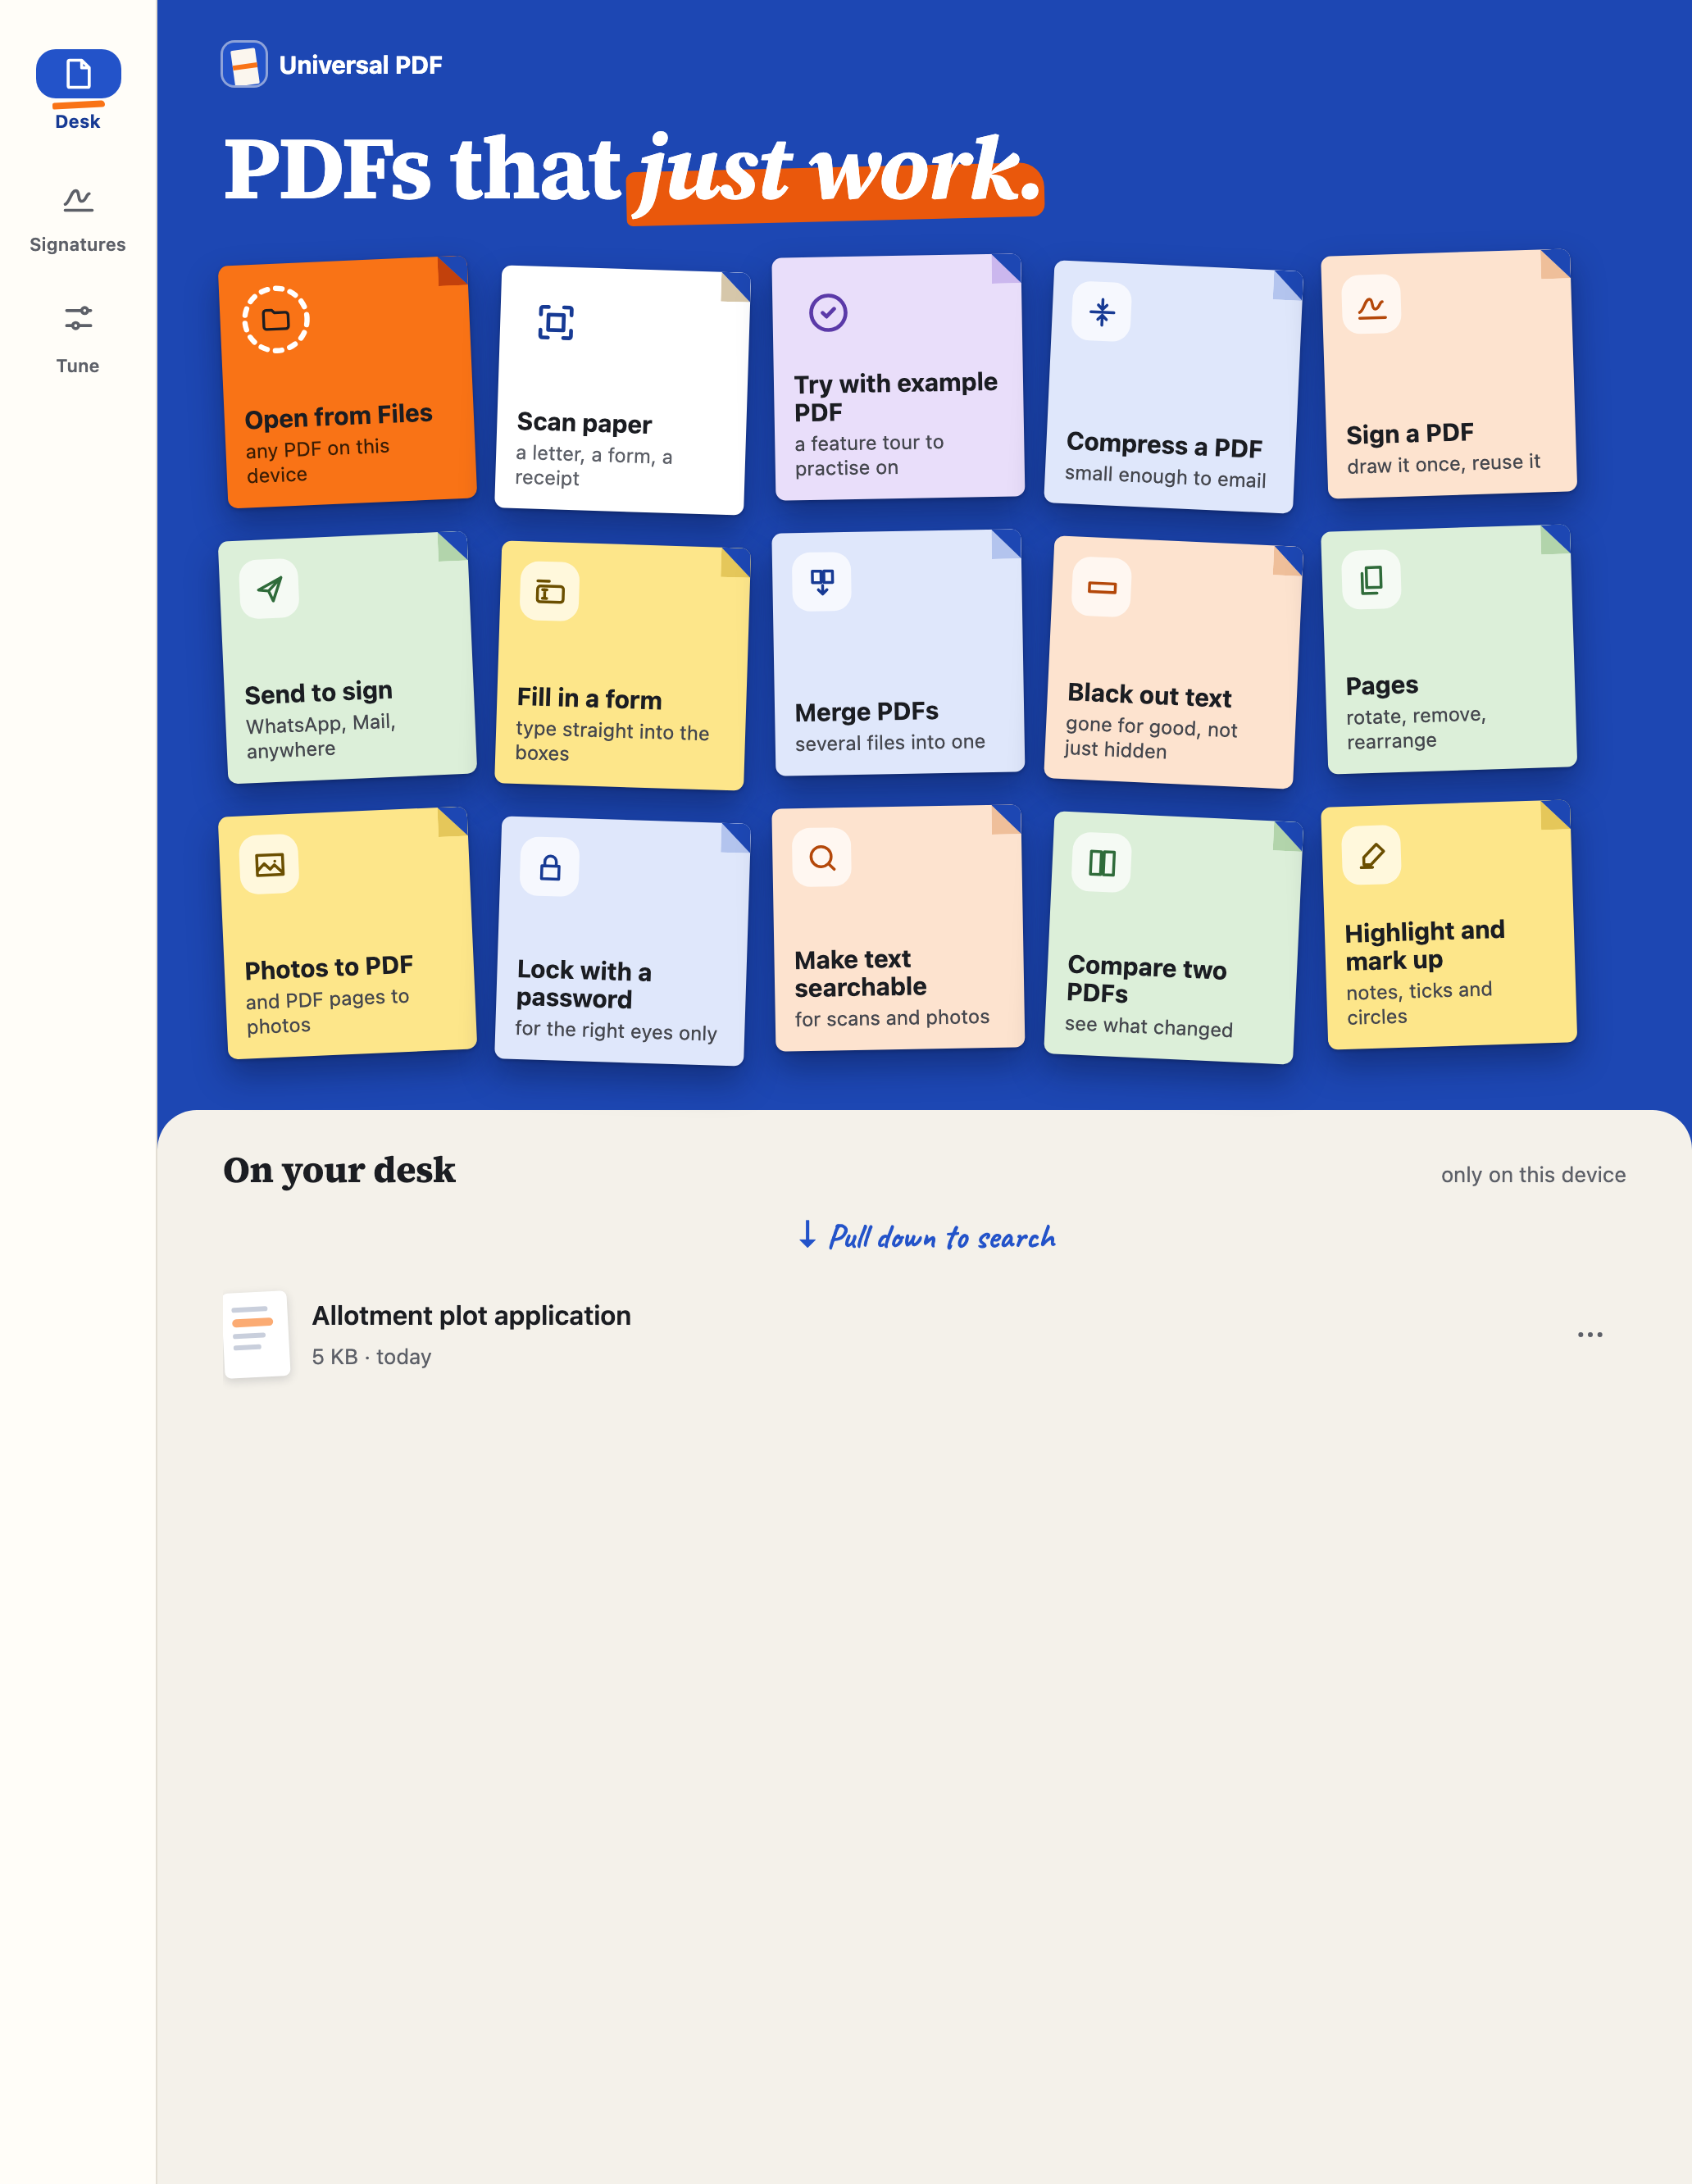 Universal PDF
PDFs that just work.
Desk
Signatures
Tune
Open from Files
any PDF on this
device
Scan paper
a letter, a form, a
receipt
Try with example
PDF
a feature tour to
practise on
Compress a PDF
small enough to email
Sign a PDF
draw it once, reuse it
Send to sign
WhatsApp, Mail,
anywhere
Fill in a form
type straight into the
boxes
Merge PDFs
several files into one
Black out text
gone for good, not
just hidden
Pages
rotate, remove,
rearrange
Photos to PDF
and PDF pages to
photos
Lock with a
password
for the right eyes only
Make text
searchable
for scans and photos
Compare two
PDFs
see what changed
Highlight and
mark up
notes, ticks and
circles
On your desk
only on this device
↓ Pull down to search
Allotment plot application
5 KB · today